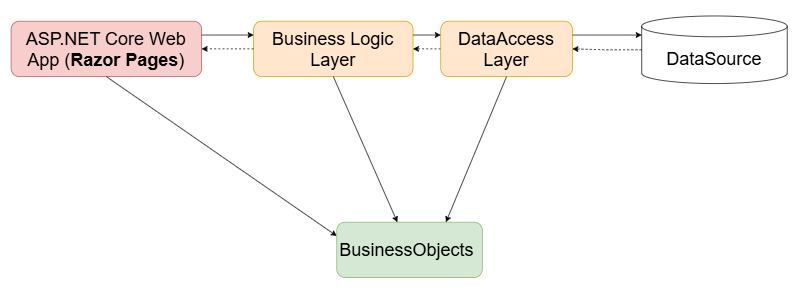 ASP.NET Core Web
App (Razor Pages)
Business Logic
Layer
DataAccess
Layer
DataSource
BusinessObjects